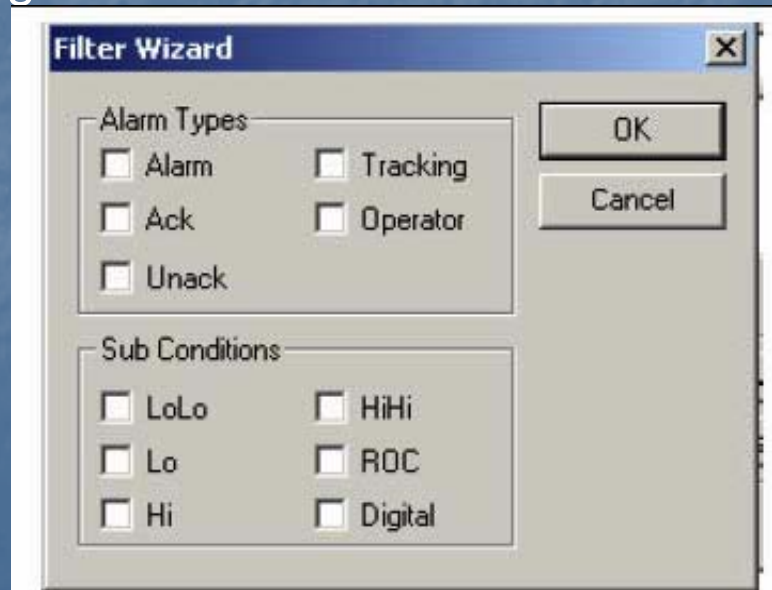 Filter Wizard
Alarm Types
Alarm
Tracking
Ack
Operator
Unack
OK
Cancel
Sub Conditions
LoLo
HiHi
Lo
ROC
Hi
Digital